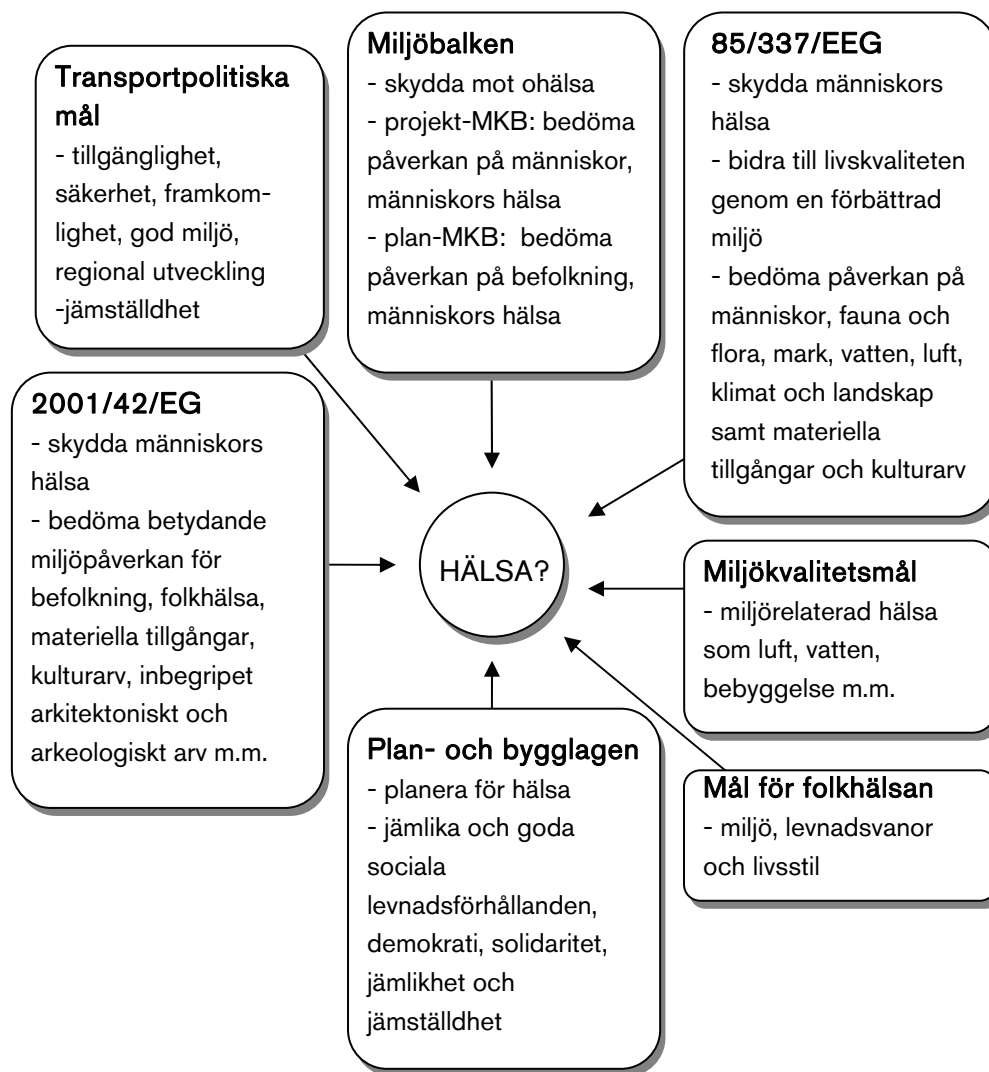 Transportpolitiska
mål
- tillgänglighet,
säkerhet, framkom-
lighet, god miljö,
regional utveckling
-jämställdhet
Miljöbalken
- skydda mot ohälsa
- projekt-MKB: bedöma
påverkan på människor,
människors hälsa
- plan-MKB:  bedöma
påverkan på befolkning,
människors hälsa
85/337/EEG
- skydda människors
hälsa
- bidra till livskvaliteten
genom en förbättrad
miljö
- bedöma påverkan på
människor, fauna och
flora, mark, vatten, luft,
klimat och landskap
samt materiella
tillgångar och kulturarv
2001/42/EG
- skydda människors
hälsa
- bedöma betydande
miljöpåverkan för
befolkning, folkhälsa,
materiella tillgångar,
kulturarv, inbegripet
arkitektoniskt och
arkeologiskt arv m.m.
HÄLSA?
Miljökvalitetsmål
- miljörelaterad hälsa
som luft, vatten,
bebyggelse m.m.
Plan- och bygglagen
- planera för hälsa
- jämlika och goda
sociala
levnadsförhållanden,
demokrati, solidaritet,
jämlikhet och
jämställdhet
Mål för folkhälsan
- miljö, levnadsvanor
och livsstil